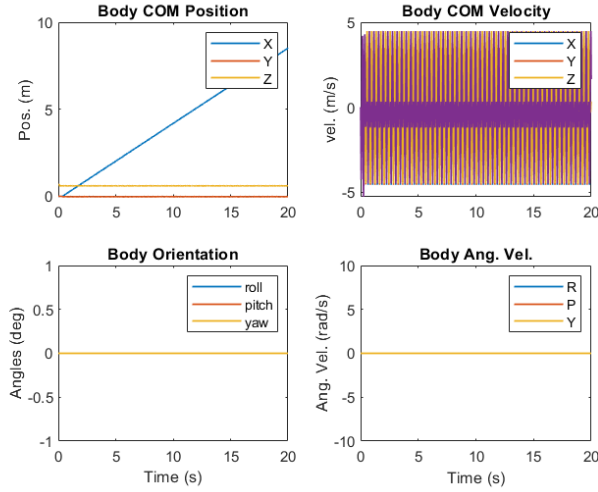 Body COM Position
Pos. (m)
10
5
0
0
5
10
15
20
X
Y
Z
Body COM Velocity
vel. (m/s)
5
0
-5
0
5
10
15
20
X
Y
Z
Body Orientation
Angles (deg)
1
0.5
0
-0.5
-1
0
5
10
15
20
Time (s)
roll
pitch
yaw
Body Ang. Vel.
Ang. Vel. (rad/s)
10
5
0
-5
-10
0
5
10
15
20
Time (s)
R
P
Y